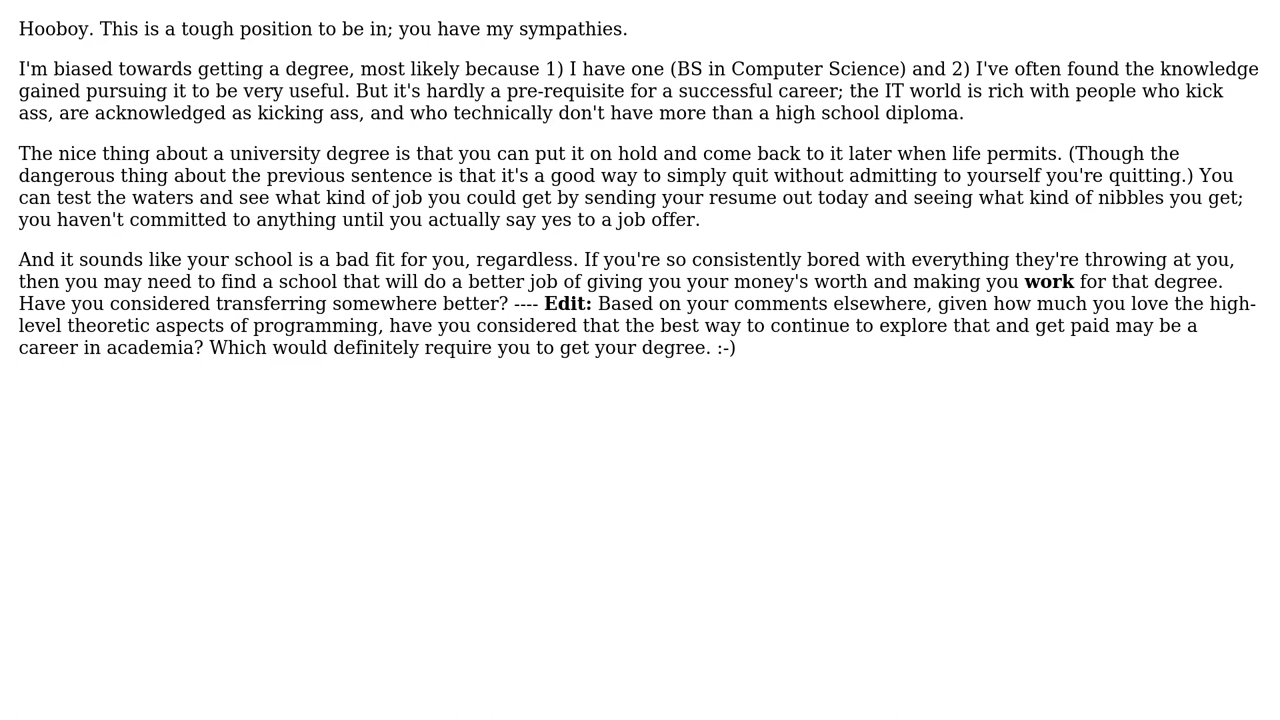 Hooboy. This is a tough position to be in; you have my sympathies.
I'm biased towards getting a degree, most likely because 1) I have one (BS in Computer Science) and 2) I've often found the knowledge
gained pursuing it to be very useful. But it's hardly a pre-requisite for a successful career; the IT world is rich with people who kick
ass, are acknowledged as kicking ass, and who technically don't have more than a high school diploma.
The nice thing about a university degree is that you can put it on hold and come back to it later when life permits. (Though the
dangerous thing about the previous sentence is that it's a good way to simply quit without admitting to yourself you're quitting.) You
can test the waters and see what kind of job you could get by sending your resume out today and seeing what kind of nibbles you get;
you haven't committed to anything until you actually say yes to a job offer.
And it sounds like your school is a bad fit for you, regardless. If you're so consistently bored with everything they're throwing at you,
then you may need to find a school that will do a better job of giving you your money's worth and making you work for that degree.
Have you considered transferring somewhere better? ---- Edit: Based on your comments elsewhere, given how much you love the high-
level theoretic aspects of programming, have you considered that the best way to continue to explore that and get paid may be a
career in academia? Which would definitely require you to get your degree. :-)